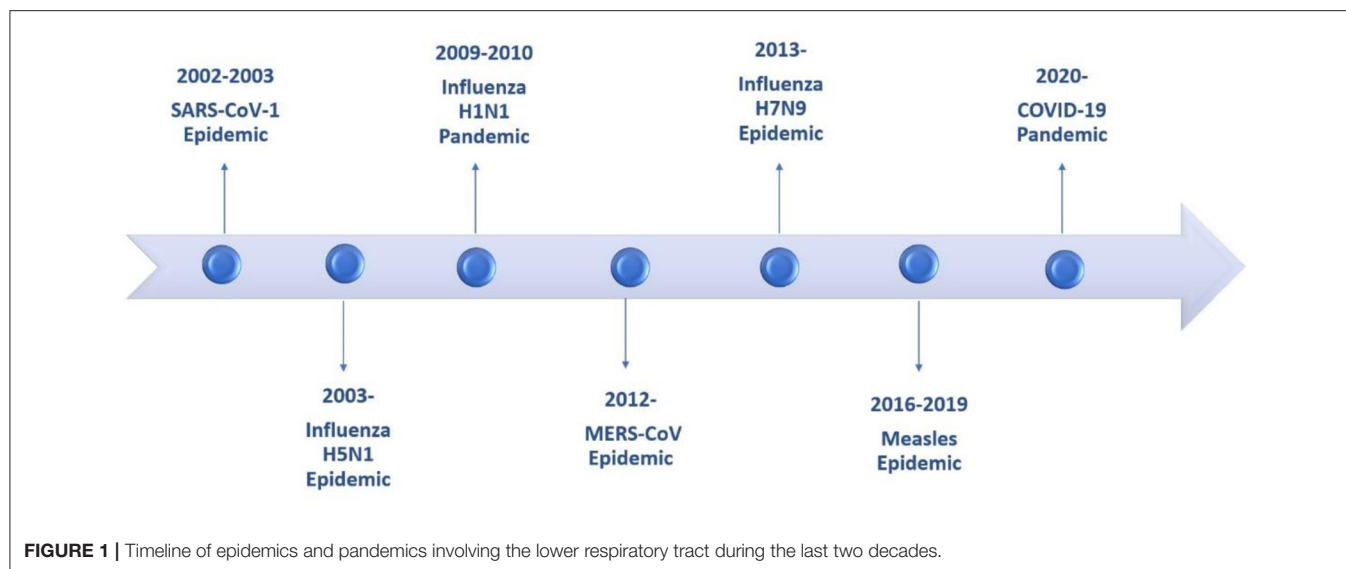 2002-2003
SARS-CoV-1
Epidemic
2009-2010
Influenza
H1N1
Pandemic
2013-
Influenza
H7N9
Epidemic
2020-
COVID-19
Pandemic
2003-
Influenza
H5N1
Epidemic
2012-
MERS-CoV
Epidemic
2016-2019
Measles
Epidemic
FIGURE 1 | Timeline of epidemics and pandemics involving the lower respiratory tract during the last two decades.